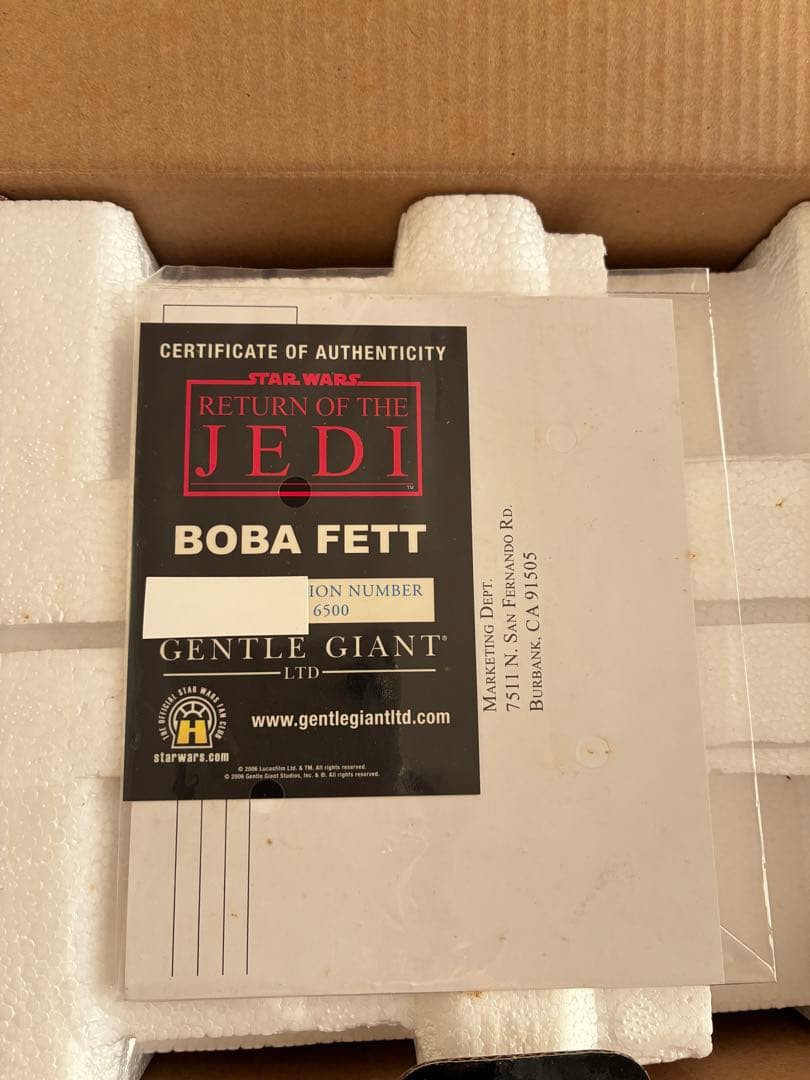 CERTIFICATE OF AUTHENTICITY
STAR WARS
RETURN OF THE
JEDI
TM
BOBA FETT
ION NUMBER
6500
GENTLE GIANT®
LTD
THE OFFICIAL STAR WARS FAN CLUB
H
starwars.com
www.gentlegiantltd.com
© 2006 Lucasfilm Ltd. & TM. All rights reserved.
© 2006 Gentle Giant Studios, Inc. & ®. All rights reserved.
MARKETING DEPT.
7511 N. SAN FERNANDO RD.
BURBANK, CA 91505